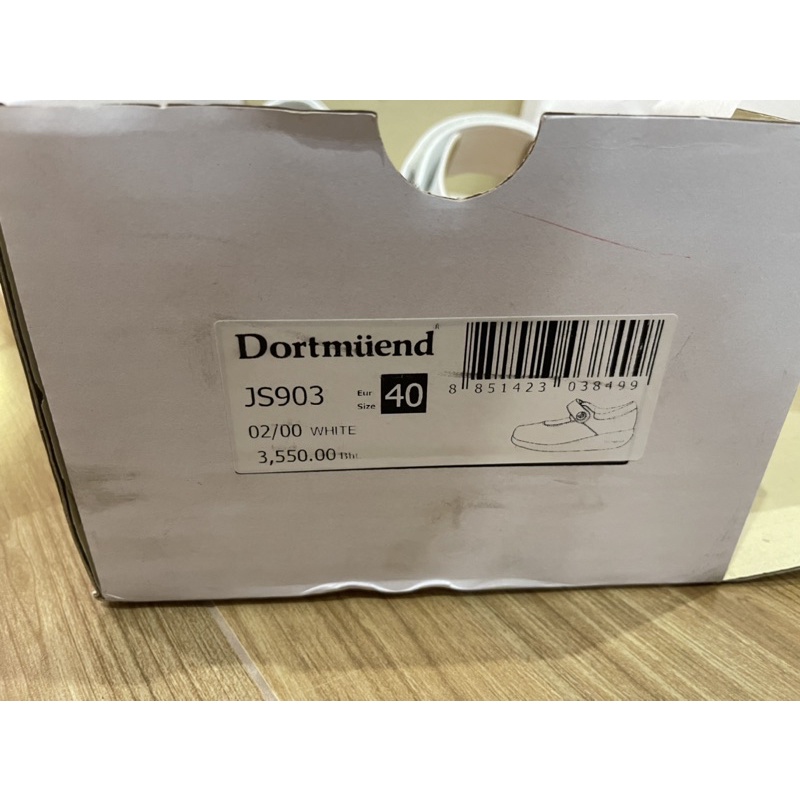 Dortmüend
JS903
Eur
Size
40
02/00 WHITE
3,550.00
8 851423 038499